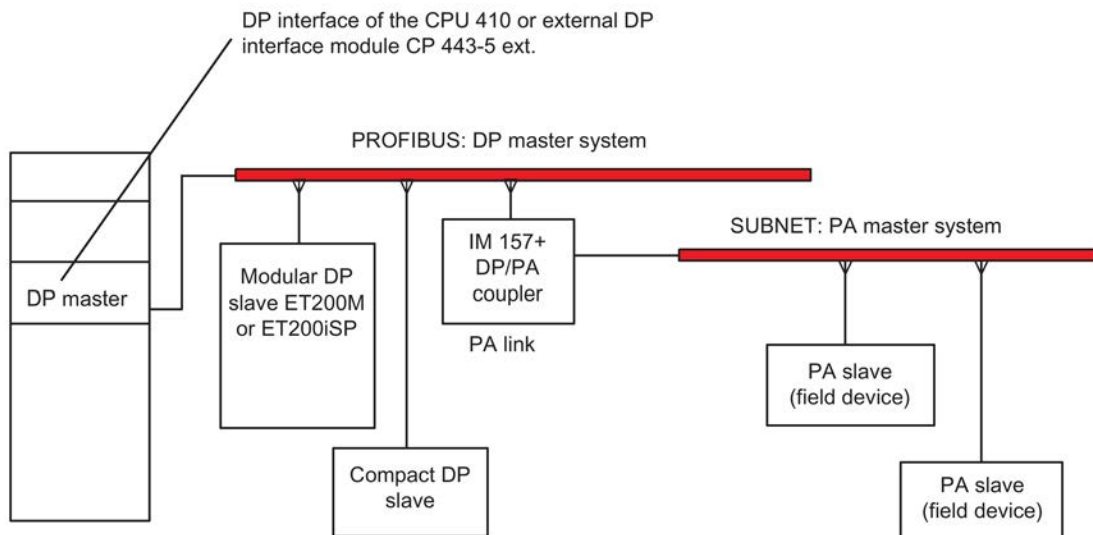 DP interface of the CPU 410 or external DP
interface module CP 443-5 ext.
PROFIBUS: DP master system
SUBNET: PA master system
DP master
Modular DP
slave ET200M
or ET200iSP
IM 157+
DP/PA
coupler
PA link
Compact DP
slave
PA slave
(field device)
PA slave
(field device)